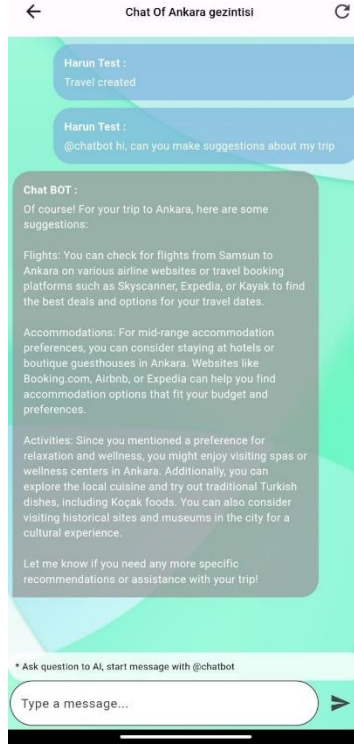 Chat Of Ankara gezintisi
Harun Test :
Travel created
Harun Test :
@chatbot hi, can you make suggestions about my trip
Chat BOT :
Of course! For your trip to Ankara, here are some
suggestions:
Flights: You can check for flights from Samsun to
Ankara on various airline websites or travel booking
platforms such as Skyscanner, Expedia, or Kayak to find
the best deals and options for your travel dates.
Accommodations: For mid-range accommodation
preferences, you can consider staying at hotels or
boutique guesthouses in Ankara. Websites like
Booking.com, Airbnb, or Expedia can help you find
accommodation options that fit your budget and
preferences.
Activities: Since you mentioned a preference for
relaxation and wellness, you might enjoy visiting spas or
wellness centers in Ankara. Additionally, you can
explore the local cuisine and try out traditional Turkish
dishes, including Koçak foods. You can also consider
visiting historical sites and museums in the city for a
cultural experience.
Let me know if you need any more specific
recommendations or assistance with your trip!
* Ask question to AI, start message with @chatbot
Type a message...